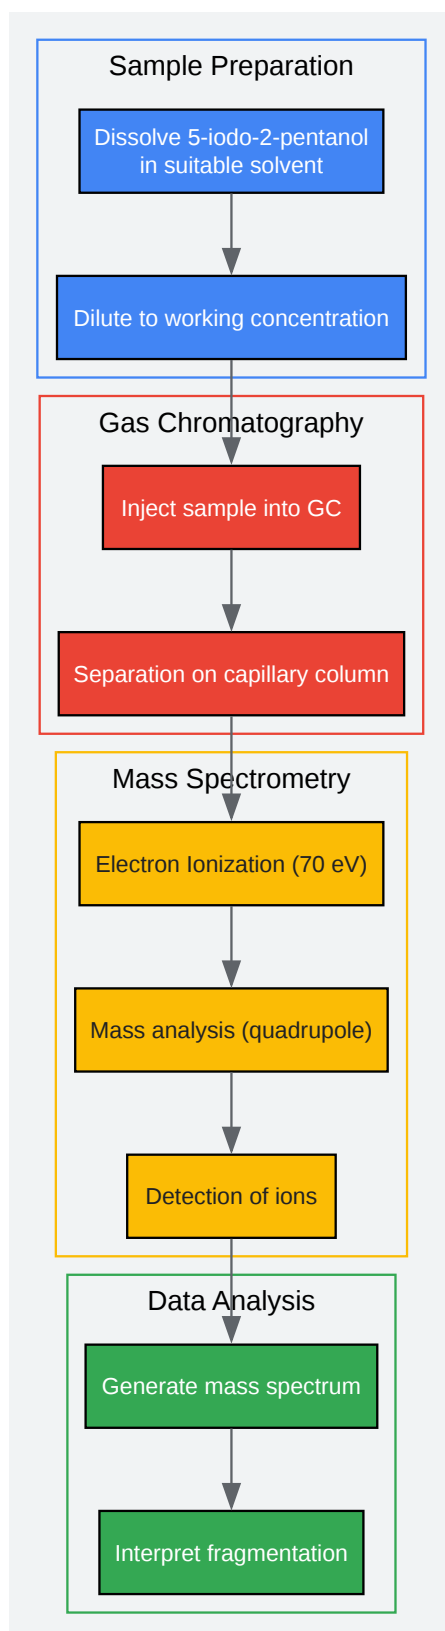 Sample Preparation
Dissolve 5-iodo-2-pentanol
in suitable solvent
Dilute to working concentration
Gas Chromatography
Inject sample into GC
Separation on capillary column
Mass Spectrometry
Electron Ionization (70 eV)
Mass analysis (quadrupole)
Detection of ions
Data Analysis
Generate mass spectrum
Interpret fragmentation